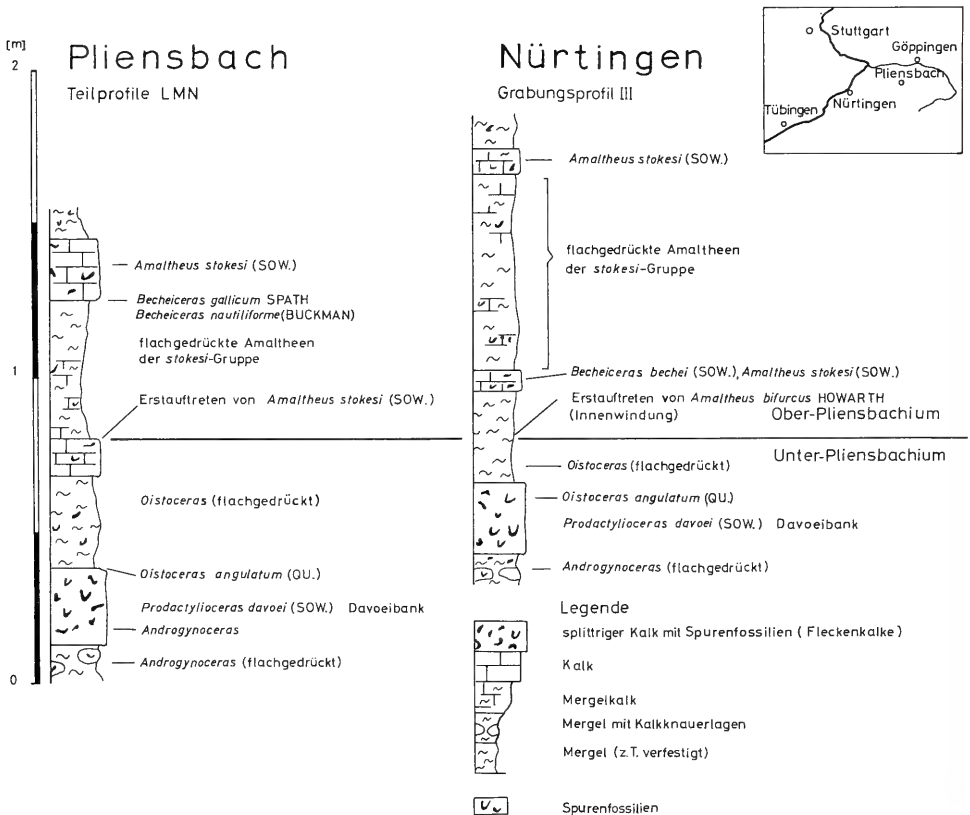 [m]
2
1
0
Pliensbach
Teilprofile LMN
Amaltheus stokesi (SOW.)
Becheiceras gallicum SPATH
Becheiceras nautiliforme (BUCKMAN)
flachgedrückte Amaltheen
der stokesi-Gruppe
Erstauftreten von Amaltheus stokesi (SOW.)
Oistoceras (flachgedrückt)
Oistoceras angulatum (QU.)
Prodactylioceras davoei (SOW.) Davoeibank
Androgynoceras
Androgynoceras (flachgedrückt)
Nürtingen
Grabungsprofil III
Amaltheus stokesi (SOW.)
flachgedrückte Amaltheen
der stokesi-Gruppe
Becheiceras bechei (SOW.), Amaltheus stokesi (SOW.)
Erstauftreten von Amaltheus bifurcus HOWARTH
(Innenwindung)
Ober-Pliensbachium
Unter-Pliensbachium
Oistoceras (flachgedrückt)
Oistoceras angulatum (QU.)
Prodactylioceras davoei (SOW.) Davoeibank
Androgynoceras (flachgedrückt)
Legende
splittriger Kalk mit Spurenfossilien (Fleckenkalke)
Kalk
Mergelkalk
Mergel mit Kalkknauerlagen
Mergel (z.T. verfestigt)
Spurenfossilien
Stuttgart
Göppingen
Pliensbach
Nürtingen
Tübingen